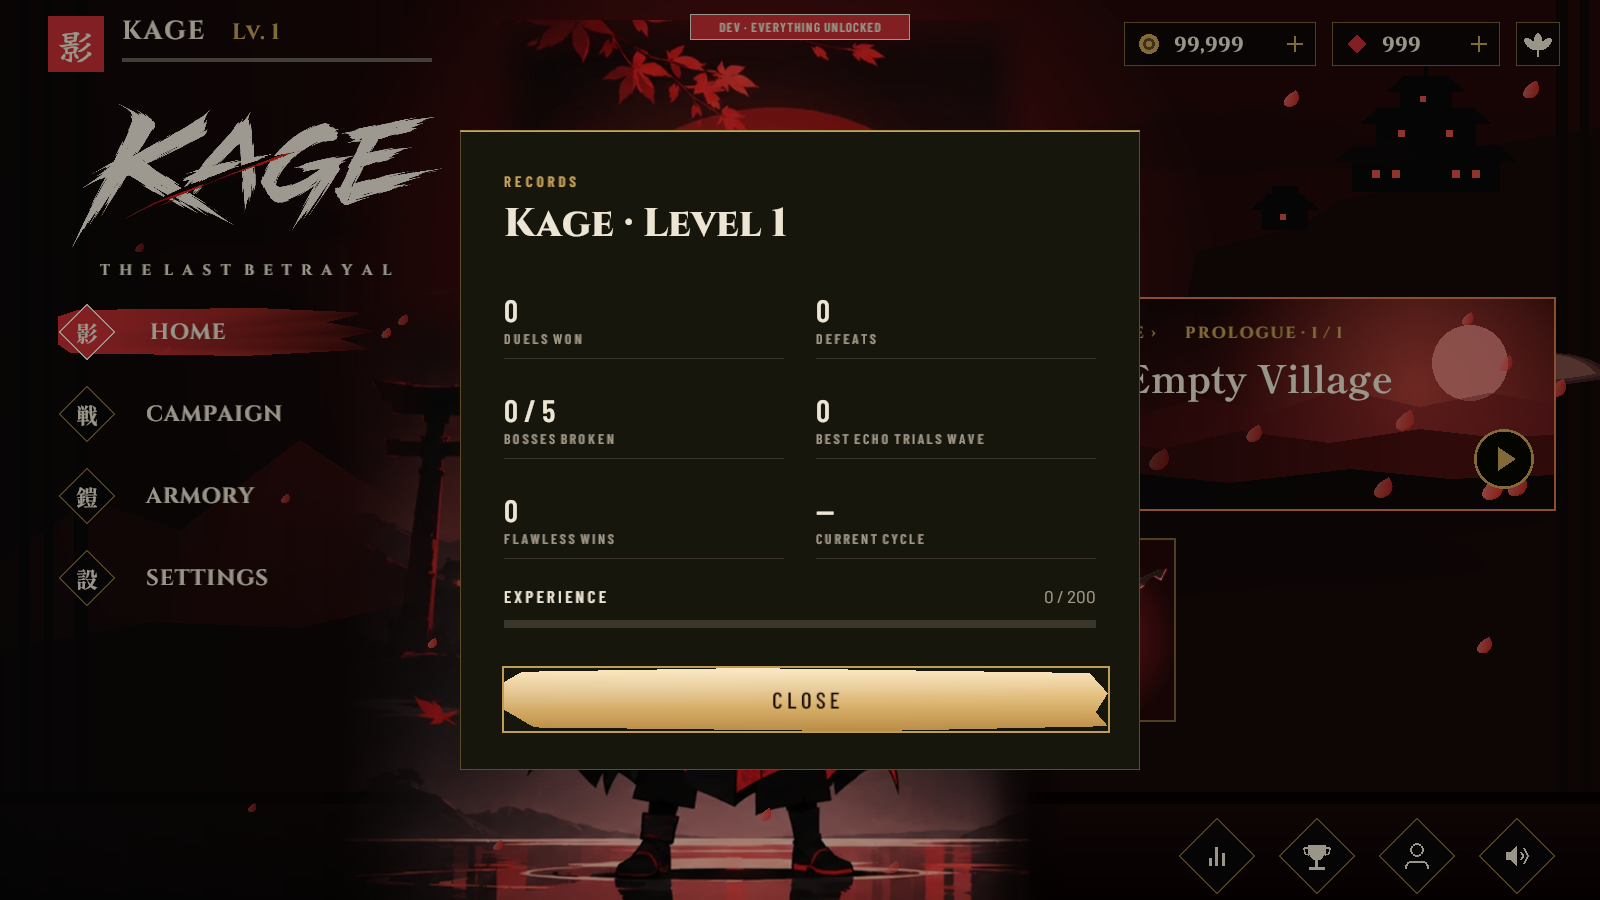 影
KAGE Lv. 1
DEV · EVERYTHING UNLOCKED
99,999
999
KAGE
THE LAST BETRAYAL
影 HOME
戦 CAMPAIGN
鎧 ARMORY
設 SETTINGS
RECORDS
KAGE · LEVEL 1
0
DUELS WON
0
DEFEATS
0 / 5
BOSSES BROKEN
0
BEST ECHO TRIALS WAVE
0
FLAWLESS WINS
—
CURRENT CYCLE
EXPERIENCE 0 / 200
CLOSE
E › PROLOGUE · 1 / 1
Empty Village